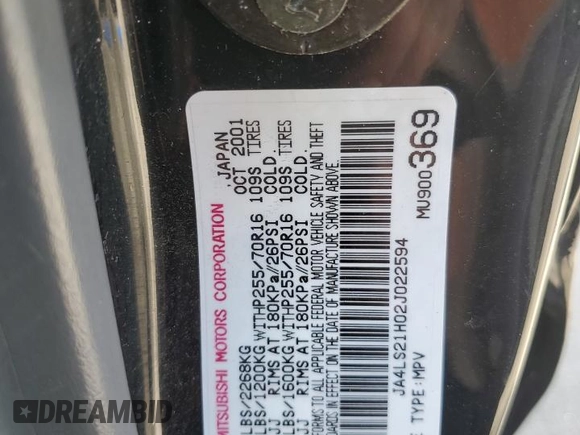 MITSUBISHI MOTORS CORPORATION JAPAN
OCT 2001
LBS/2268KG
LBS/1200KG WITH P255/70R16 109S TIRES
JJ RIMS AT 180KPa//26PSI COLD.
LBS/1600KG WITH P255/70R16 109S TIRES
JJ RIMS AT 180KPa//26PSI COLD.
FORMS TO ALL APPLICABLE FEDERAL MOTOR VEHICLE SAFETY AND THEFT
DARDS IN EFFECT ON THE DATE OF MANUFACTURE SHOWN ABOVE.
JA4LS21H02J022594
E TYPE:MPV
MU900369
A AutoBidMaster